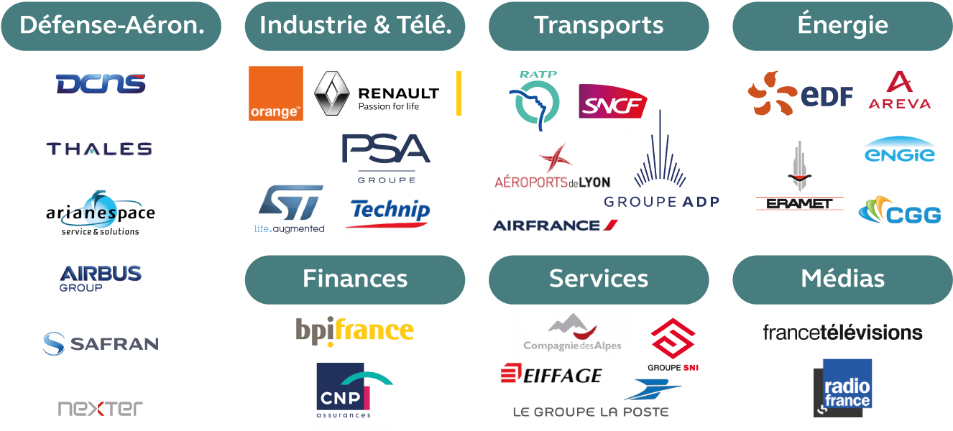 Défense-Aéron.
DCNS
THALES
arianespace
service & solutions
AIRBUS
GROUP
SAFRAN
nexter
Industrie & Télé.
orange™
RENAULT
Passion for life
PSA
GROUPE
ST
life.augmented
Technip
Transports
RATP
SNCF
AÉROPORTS DE LYON
GROUPE ADP
AIRFRANCE
Énergie
eDF
AREVA
ENGIE
ERAMET
CGG
Finances
bpifrance
CNP
assurances
Services
Compagnie des Alpes
GROUPE SNI
EIFFAGE
LE GROUPE LA POSTE
Médias
francetélévisions
radio
france